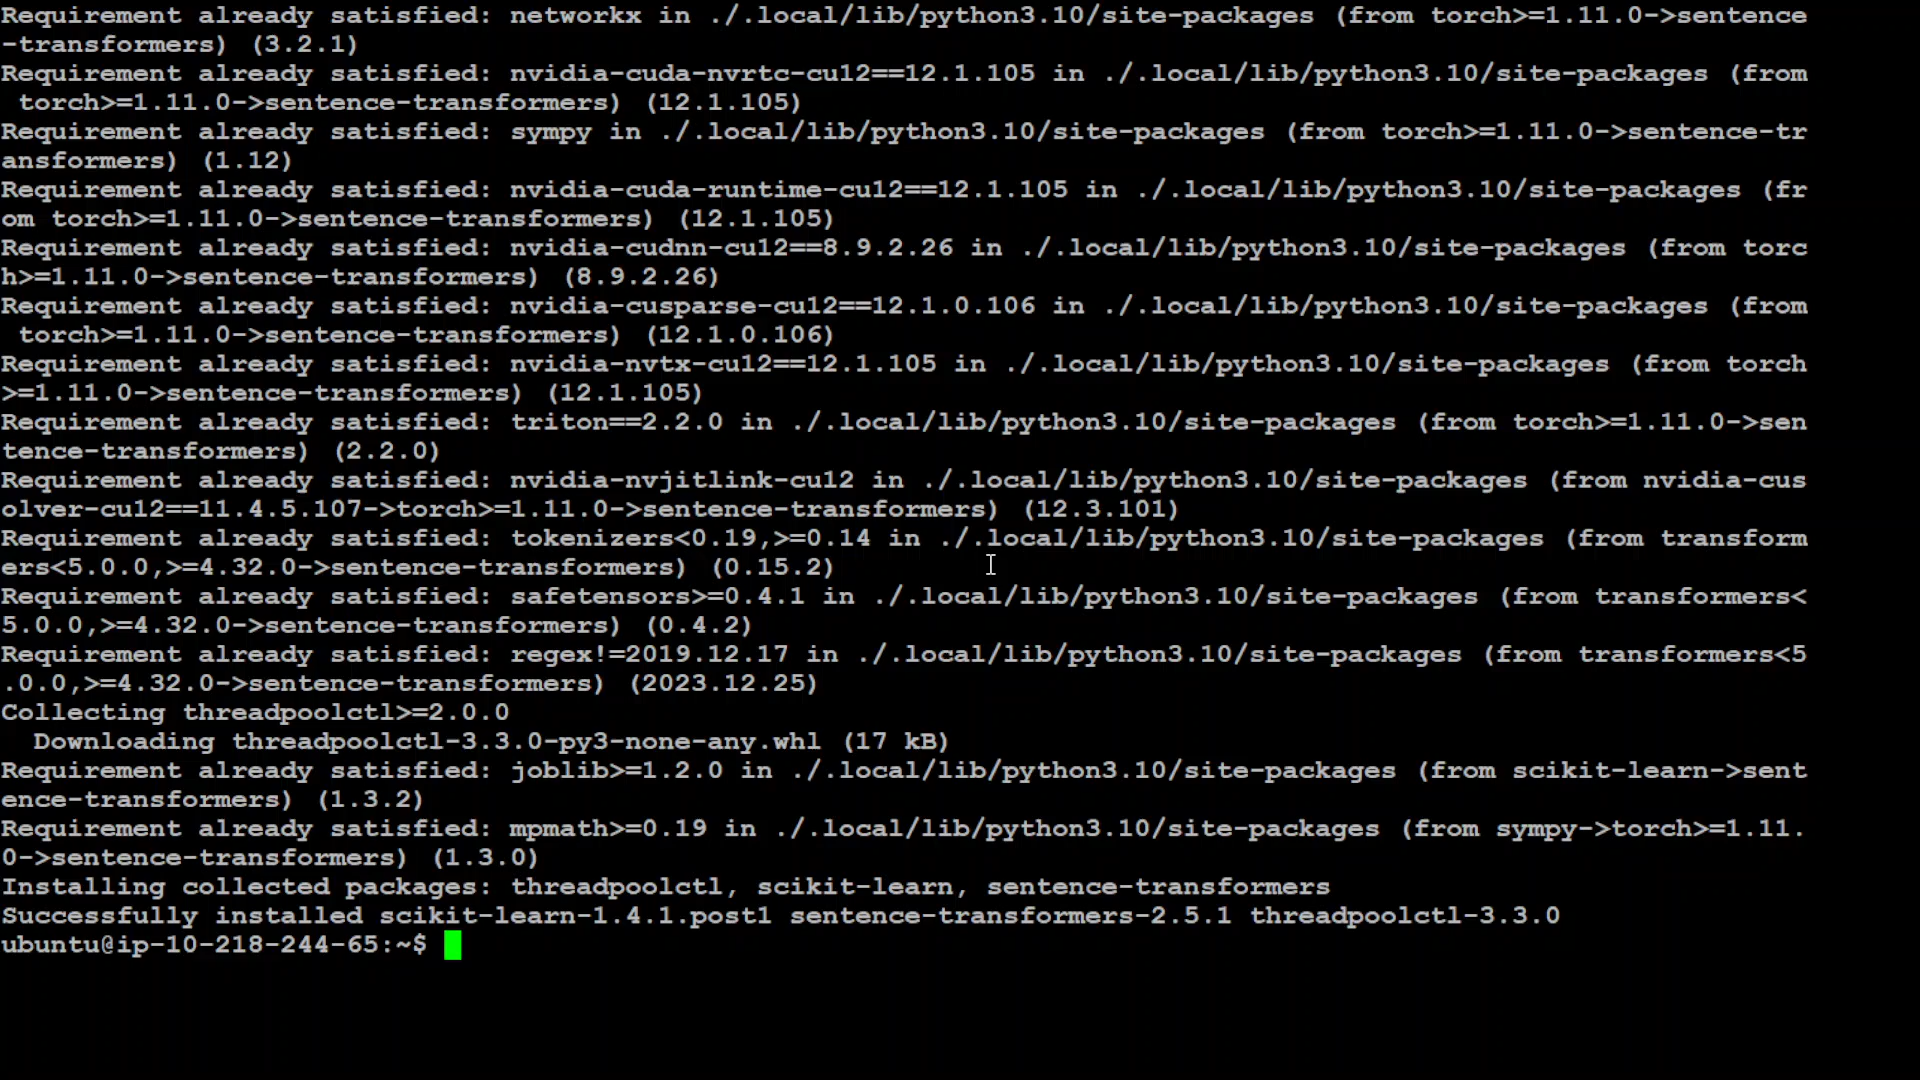 Requirement already satisfied: networkx in ./.local/lib/python3.10/site-packages (from torch>=1.11.0->sentence
-transformers) (3.2.1)
Requirement already satisfied: nvidia-cuda-nvrtc-cu12==12.1.105 in ./.local/lib/python3.10/site-packages (from
 torch>=1.11.0->sentence-transformers) (12.1.105)
Requirement already satisfied: sympy in ./.local/lib/python3.10/site-packages (from torch>=1.11.0->sentence-tr
ansformers) (1.12)
Requirement already satisfied: nvidia-cuda-runtime-cu12==12.1.105 in ./.local/lib/python3.10/site-packages (fr
om torch>=1.11.0->sentence-transformers) (12.1.105)
Requirement already satisfied: nvidia-cudnn-cu12==8.9.2.26 in ./.local/lib/python3.10/site-packages (from torc
h>=1.11.0->sentence-transformers) (8.9.2.26)
Requirement already satisfied: nvidia-cusparse-cu12==12.1.0.106 in ./.local/lib/python3.10/site-packages (from
 torch>=1.11.0->sentence-transformers) (12.1.0.106)
Requirement already satisfied: nvidia-nvtx-cu12==12.1.105 in ./.local/lib/python3.10/site-packages (from torch
>=1.11.0->sentence-transformers) (12.1.105)
Requirement already satisfied: triton==2.2.0 in ./.local/lib/python3.10/site-packages (from torch>=1.11.0->sen
tence-transformers) (2.2.0)
Requirement already satisfied: nvidia-nvjitlink-cu12 in ./.local/lib/python3.10/site-packages (from nvidia-cus
olver-cu12==11.4.5.107->torch>=1.11.0->sentence-transformers) (12.3.101)
Requirement already satisfied: tokenizers<0.19,>=0.14 in ./.local/lib/python3.10/site-packages (from transform
ers<5.0.0,>=4.32.0->sentence-transformers) (0.15.2)
Requirement already satisfied: safetensors>=0.4.1 in ./.local/lib/python3.10/site-packages (from transformers<
5.0.0,>=4.32.0->sentence-transformers) (0.4.2)
Requirement already satisfied: regex!=2019.12.17 in ./.local/lib/python3.10/site-packages (from transformers<5
.0.0,>=4.32.0->sentence-transformers) (2023.12.25)
Collecting threadpoolctl>=2.0.0
  Downloading threadpoolctl-3.3.0-py3-none-any.whl (17 kB)
Requirement already satisfied: joblib>=1.2.0 in ./.local/lib/python3.10/site-packages (from scikit-learn->sent
ence-transformers) (1.3.2)
Requirement already satisfied: mpmath>=0.19 in ./.local/lib/python3.10/site-packages (from sympy->torch>=1.11.
0->sentence-transformers) (1.3.0)
Installing collected packages: threadpoolctl, scikit-learn, sentence-transformers
Successfully installed scikit-learn-1.4.1.post1 sentence-transformers-2.5.1 threadpoolctl-3.3.0
ubuntu@ip-10-218-244-65:~$